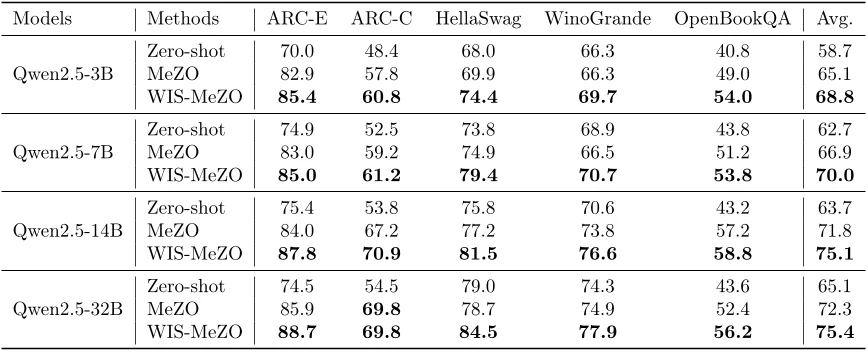 Models Methods ARC-E ARC-C HellaSwag WinoGrande OpenBookQA Avg.
Zero-shot 70.0 48.4 68.0 66.3 40.8 58.7
Qwen2.5-3B MeZO 82.9 57.8 69.9 66.3 49.0 65.1
WIS-MeZO 85.4 60.8 74.4 69.7 54.0 68.8
Zero-shot 74.9 52.5 73.8 68.9 43.8 62.7
Qwen2.5-7B MeZO 83.0 59.2 74.9 66.5 51.2 66.9
WIS-MeZO 85.0 61.2 79.4 70.7 53.8 70.0
Zero-shot 75.4 53.8 75.8 70.6 43.2 63.7
Qwen2.5-14B MeZO 84.0 67.2 77.2 73.8 57.2 71.8
WIS-MeZO 87.8 70.9 81.5 76.6 58.8 75.1
Zero-shot 74.5 54.5 79.0 74.3 43.6 65.1
Qwen2.5-32B MeZO 85.9 69.8 78.7 74.9 52.4 72.3
WIS-MeZO 88.7 69.8 84.5 77.9 56.2 75.4